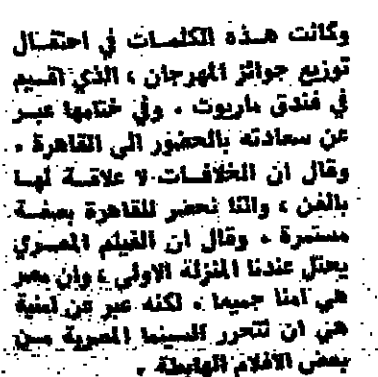 وكانت هذه الكلمات في احتفال
توزيع جوائز المهرجان ، الذي اقيم
في فندق ماريوت . وفي ختامها عبر
عن سعادته بالحضور الى القاهرة .
وقال ان الخلافات لا علاقة لها
بالفن ، واننا نحضر للقاهرة بصفة
مستمرة . وقال ان الفيلم المصري
يحتل عندنا المنزلة الاولى ، وان مصر
هي امنا جميعا . لكنه عبر عن امنية
هي ان تتحرر السينما المصرية من
بعض الافلام الهابطة .